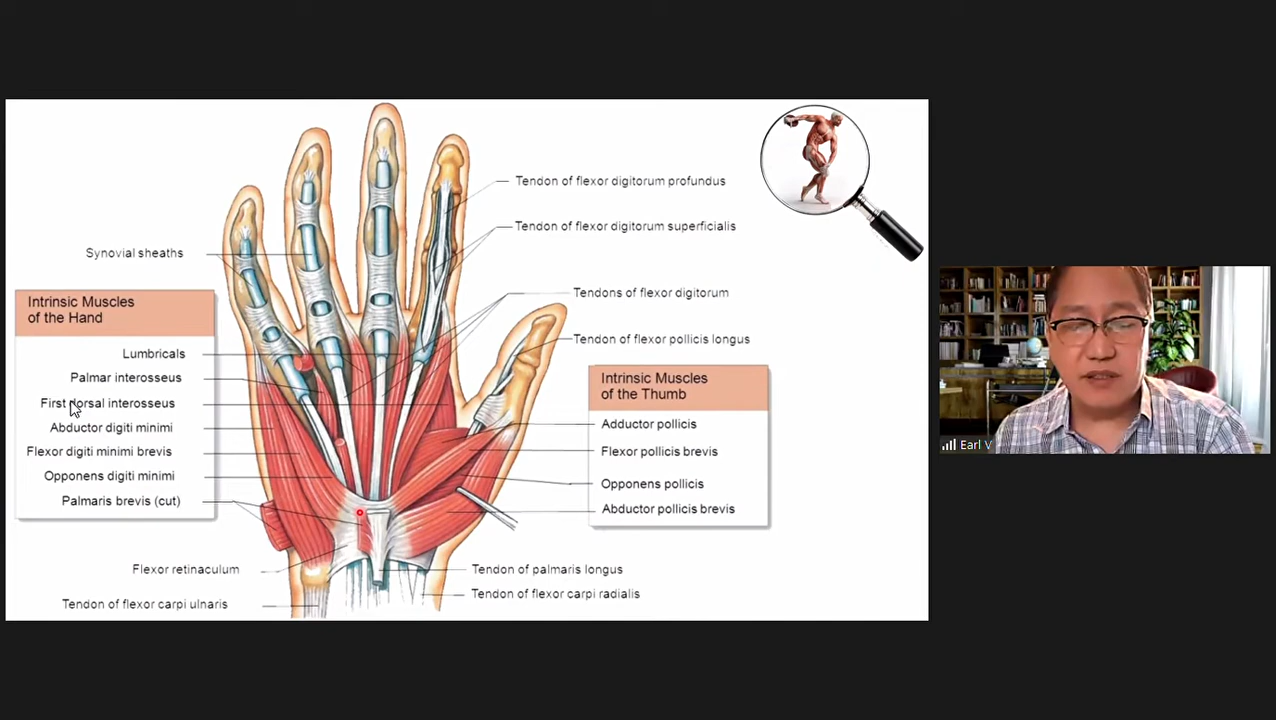 Tendon of flexor digitorum profundus
Tendon of flexor digitorum superficialis
Synovial sheaths
Tendons of flexor digitorum
Tendon of flexor pollicis longus
Intrinsic Muscles
of the Hand
Lumbricals
Palmar interosseus
First dorsal interosseus
Abductor digiti minimi
Flexor digiti minimi brevis
Opponens digiti minimi
Palmaris brevis (cut)
Intrinsic Muscles
of the Thumb
Adductor pollicis
Flexor pollicis brevis
Opponens pollicis
Abductor pollicis brevis
Flexor retinaculum
Tendon of palmaris longus
Tendon of flexor carpi radialis
Tendon of flexor carpi ulnaris
Earl V